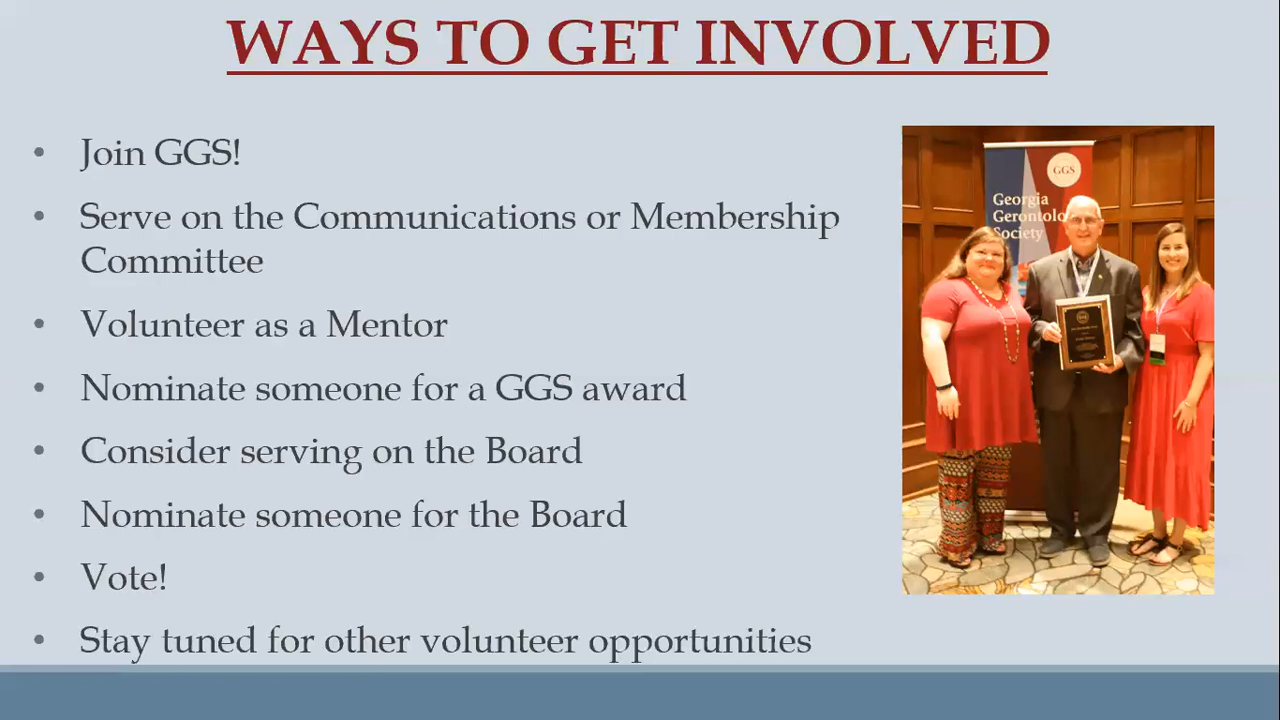 WAYS TO GET INVOLVED
• Join GGS!
• Serve on the Communications or Membership
Committee
• Volunteer as a Mentor
• Nominate someone for a GGS award
• Consider serving on the Board
• Nominate someone for the Board
• Vote!
• Stay tuned for other volunteer opportunities
GGS
Georgia
Gerontolo
Society